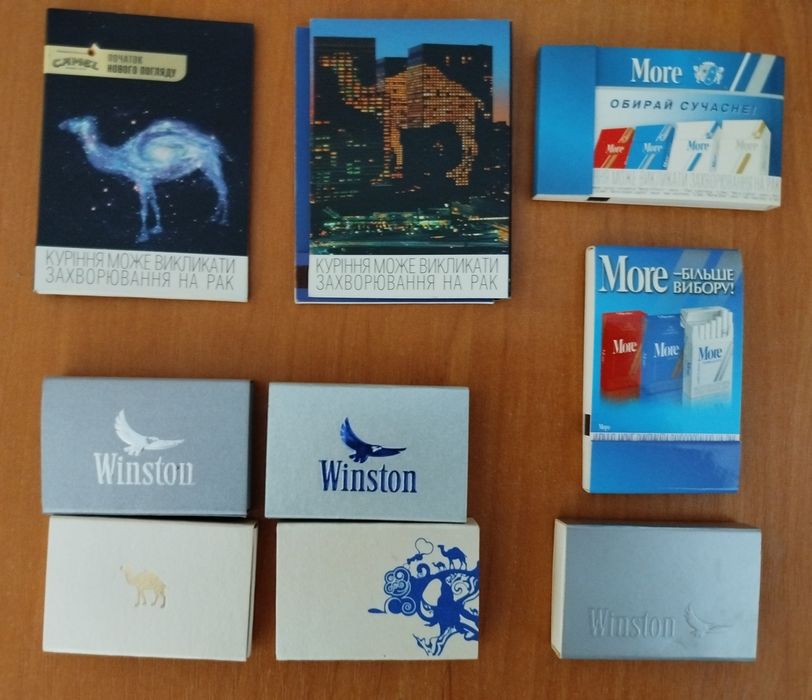 CAMEL
ПОЧАТОК
НОВОГО ПОГЛЯДУ
КУРІННЯ МОЖЕ ВИКЛИКАТИ
ЗАХВОРЮВАННЯ НА РАК
КУРІННЯ МОЖЕ ВИКЛИКАТИ
ЗАХВОРЮВАННЯ НА РАК
More
ОБИРАЙ СУЧАСНЕ!
More
More
More
More
More –БІЛЬШЕ
ВИБОРУ!
More
More
More
Winston
Winston
Winston